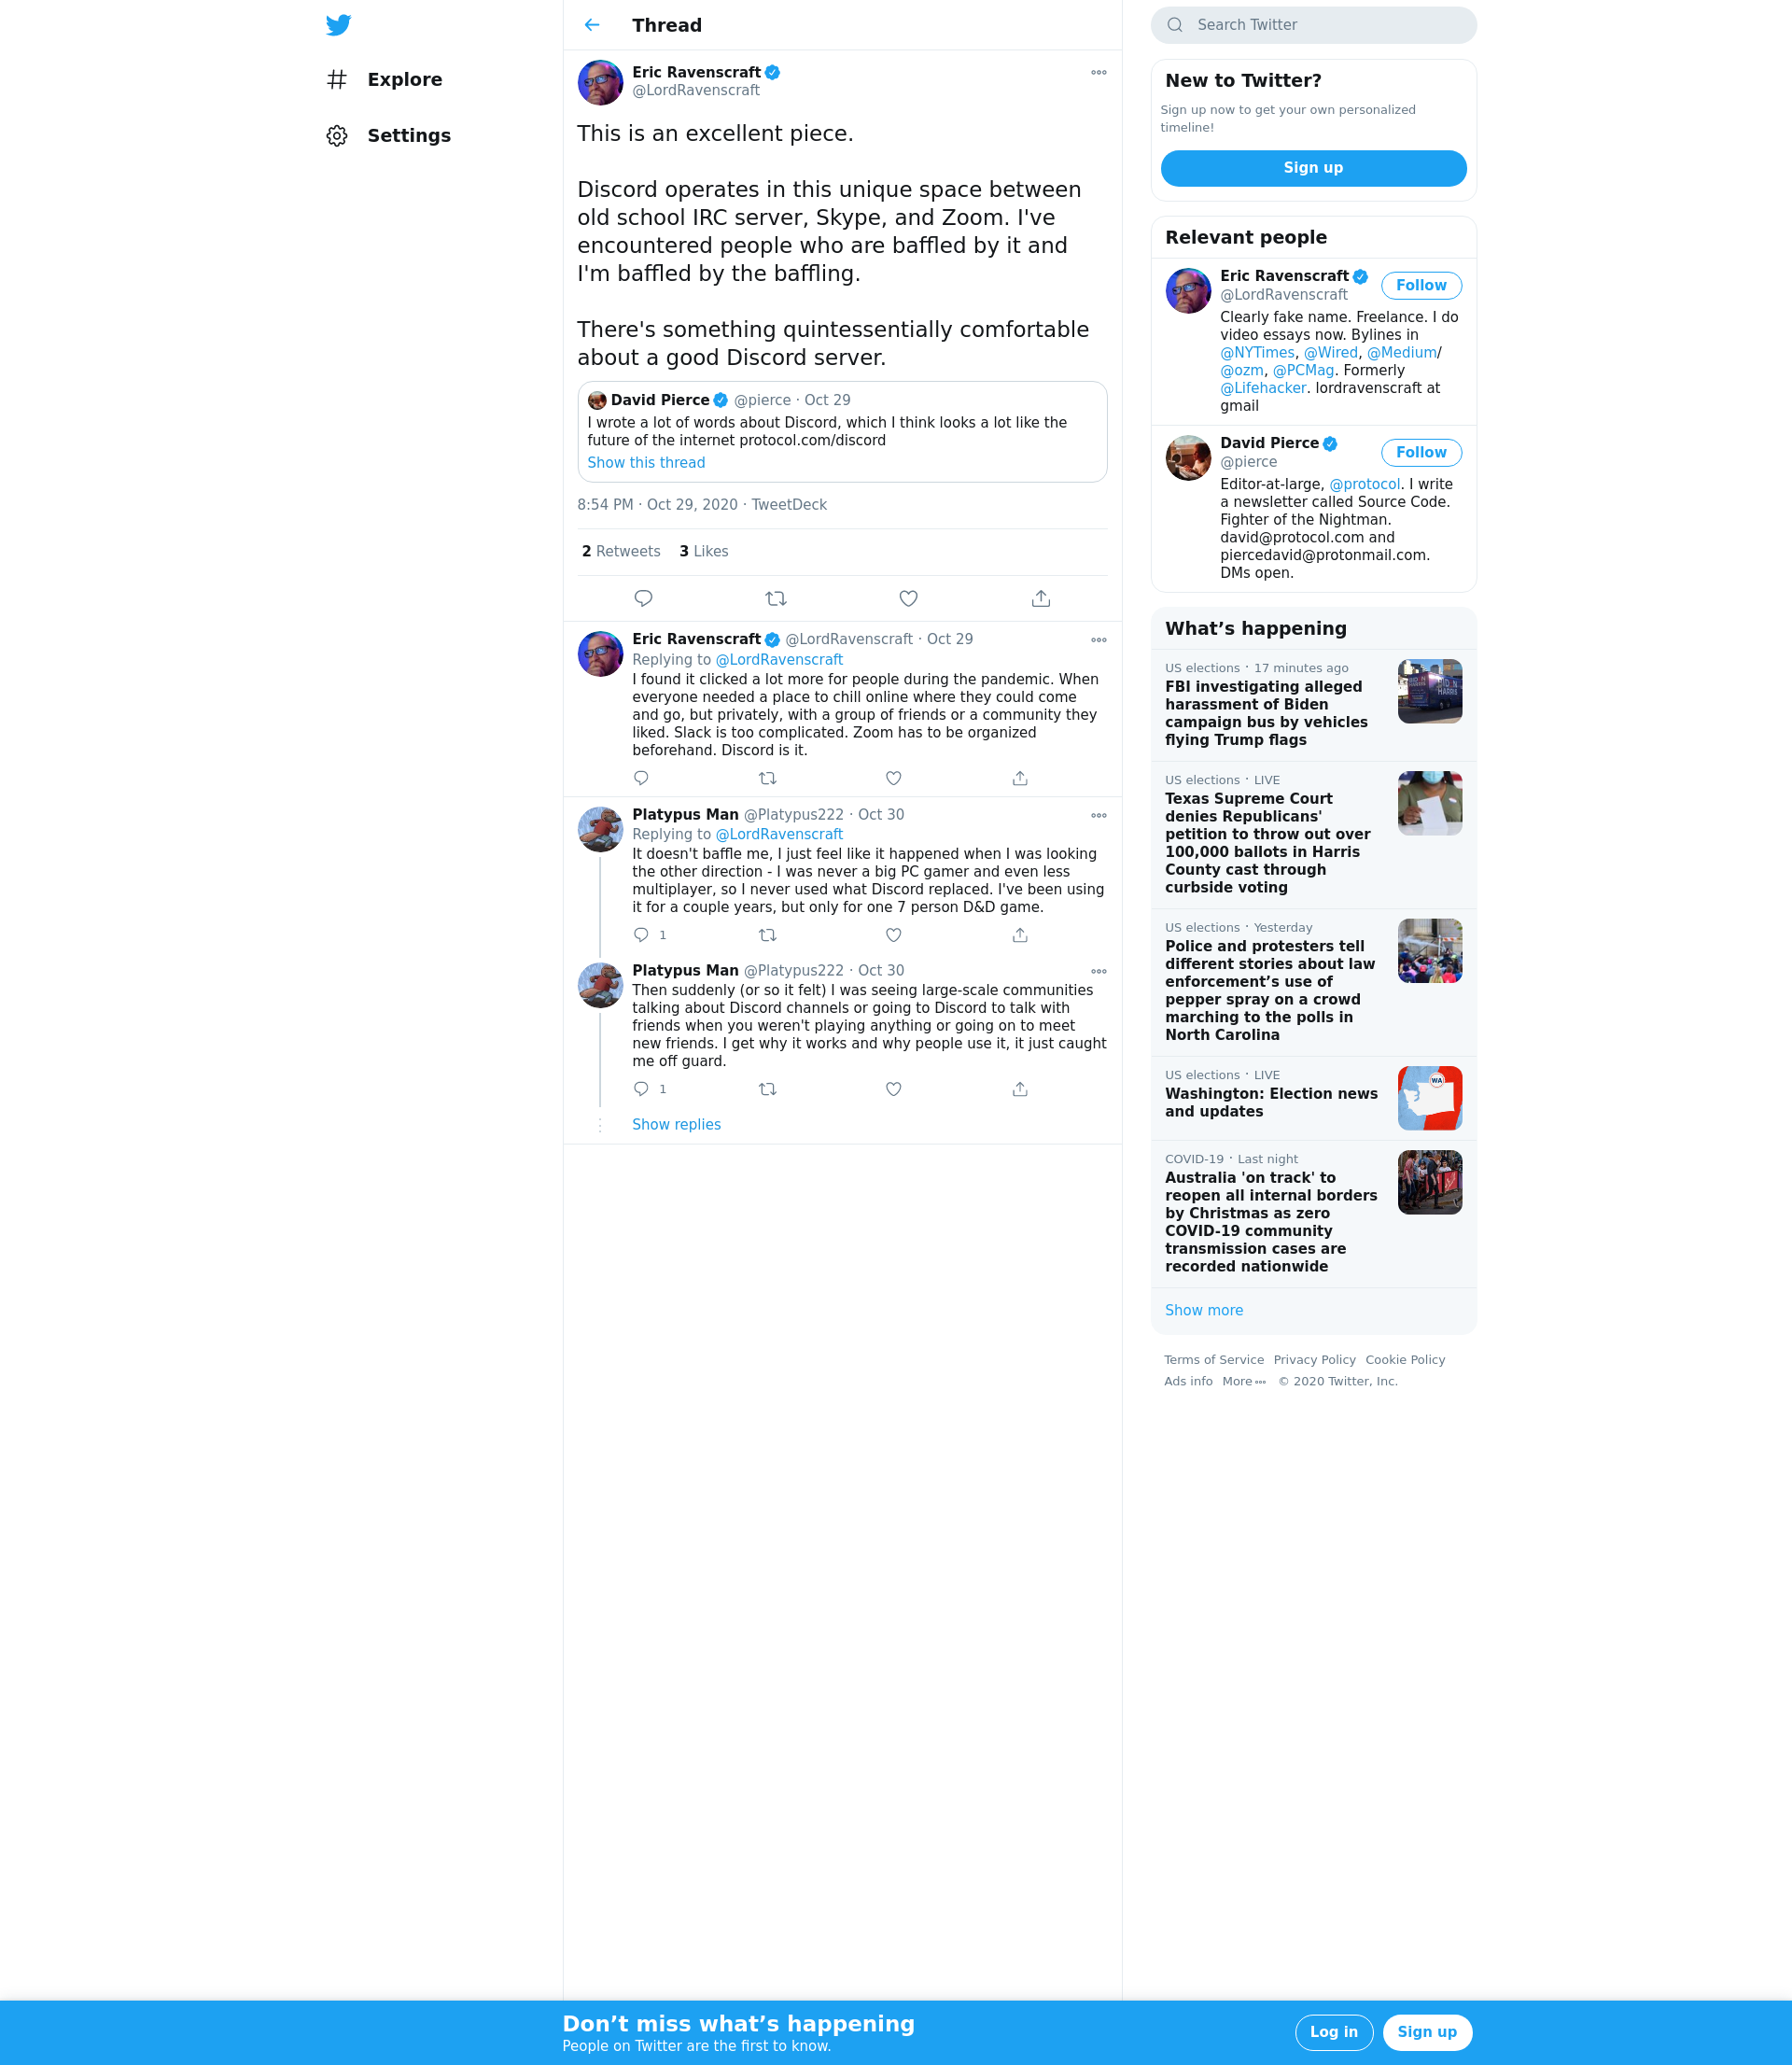 Explore
Settings
Thread
Eric Ravenscraft
@LordRavenscraft
This is an excellent piece.
Discord operates in this unique space between
old school IRC server, Skype, and Zoom. I've
encountered people who are baffled by it and
I'm baffled by the baffling.
There's something quintessentially comfortable
about a good Discord server.
David Pierce @pierce · Oct 29
I wrote a lot of words about Discord, which I think looks a lot like the
future of the internet protocol.com/discord
Show this thread
8:54 PM · Oct 29, 2020 · TweetDeck
2 Retweets 3 Likes
Eric Ravenscraft @LordRavenscraft · Oct 29
Replying to @LordRavenscraft
I found it clicked a lot more for people during the pandemic. When
everyone needed a place to chill online where they could come
and go, but privately, with a group of friends or a community they
liked. Slack is too complicated. Zoom has to be organized
beforehand. Discord is it.
Platypus Man @Platypus222 · Oct 30
Replying to @LordRavenscraft
It doesn't baffle me, I just feel like it happened when I was looking
the other direction - I was never a big PC gamer and even less
multiplayer, so I never used what Discord replaced. I've been using
it for a couple years, but only for one 7 person D&D game.
1
Platypus Man @Platypus222 · Oct 30
Then suddenly (or so it felt) I was seeing large-scale communities
talking about Discord channels or going to Discord to talk with
friends when you weren't playing anything or going on to meet
new friends. I get why it works and why people use it, it just caught
me off guard.
1
Show replies
Search Twitter
New to Twitter?
Sign up now to get your own personalized
timeline!
Sign up
Relevant people
Eric Ravenscraft
@LordRavenscraft
Follow
Clearly fake name. Freelance. I do
video essays now. Bylines in
@NYTimes, @Wired, @Medium/
@ozm, @PCMag. Formerly
@Lifehacker. lordravenscraft at
gmail
David Pierce
@pierce
Follow
Editor-at-large, @protocol. I write
a newsletter called Source Code.
Fighter of the Nightman.
david@protocol.com and
piercedavid@protonmail.com.
DMs open.
What’s happening
US elections · 17 minutes ago
FBI investigating alleged
harassment of Biden
campaign bus by vehicles
flying Trump flags
US elections · LIVE
Texas Supreme Court
denies Republicans'
petition to throw out over
100,000 ballots in Harris
County cast through
curbside voting
US elections · Yesterday
Police and protesters tell
different stories about law
enforcement’s use of
pepper spray on a crowd
marching to the polls in
North Carolina
US elections · LIVE
Washington: Election news
and updates
WA
COVID-19 · Last night
Australia 'on track' to
reopen all internal borders
by Christmas as zero
COVID-19 community
transmission cases are
recorded nationwide
Show more
Terms of Service Privacy Policy Cookie Policy
Ads info More © 2020 Twitter, Inc.
Don’t miss what’s happening
People on Twitter are the first to know.
Log in
Sign up